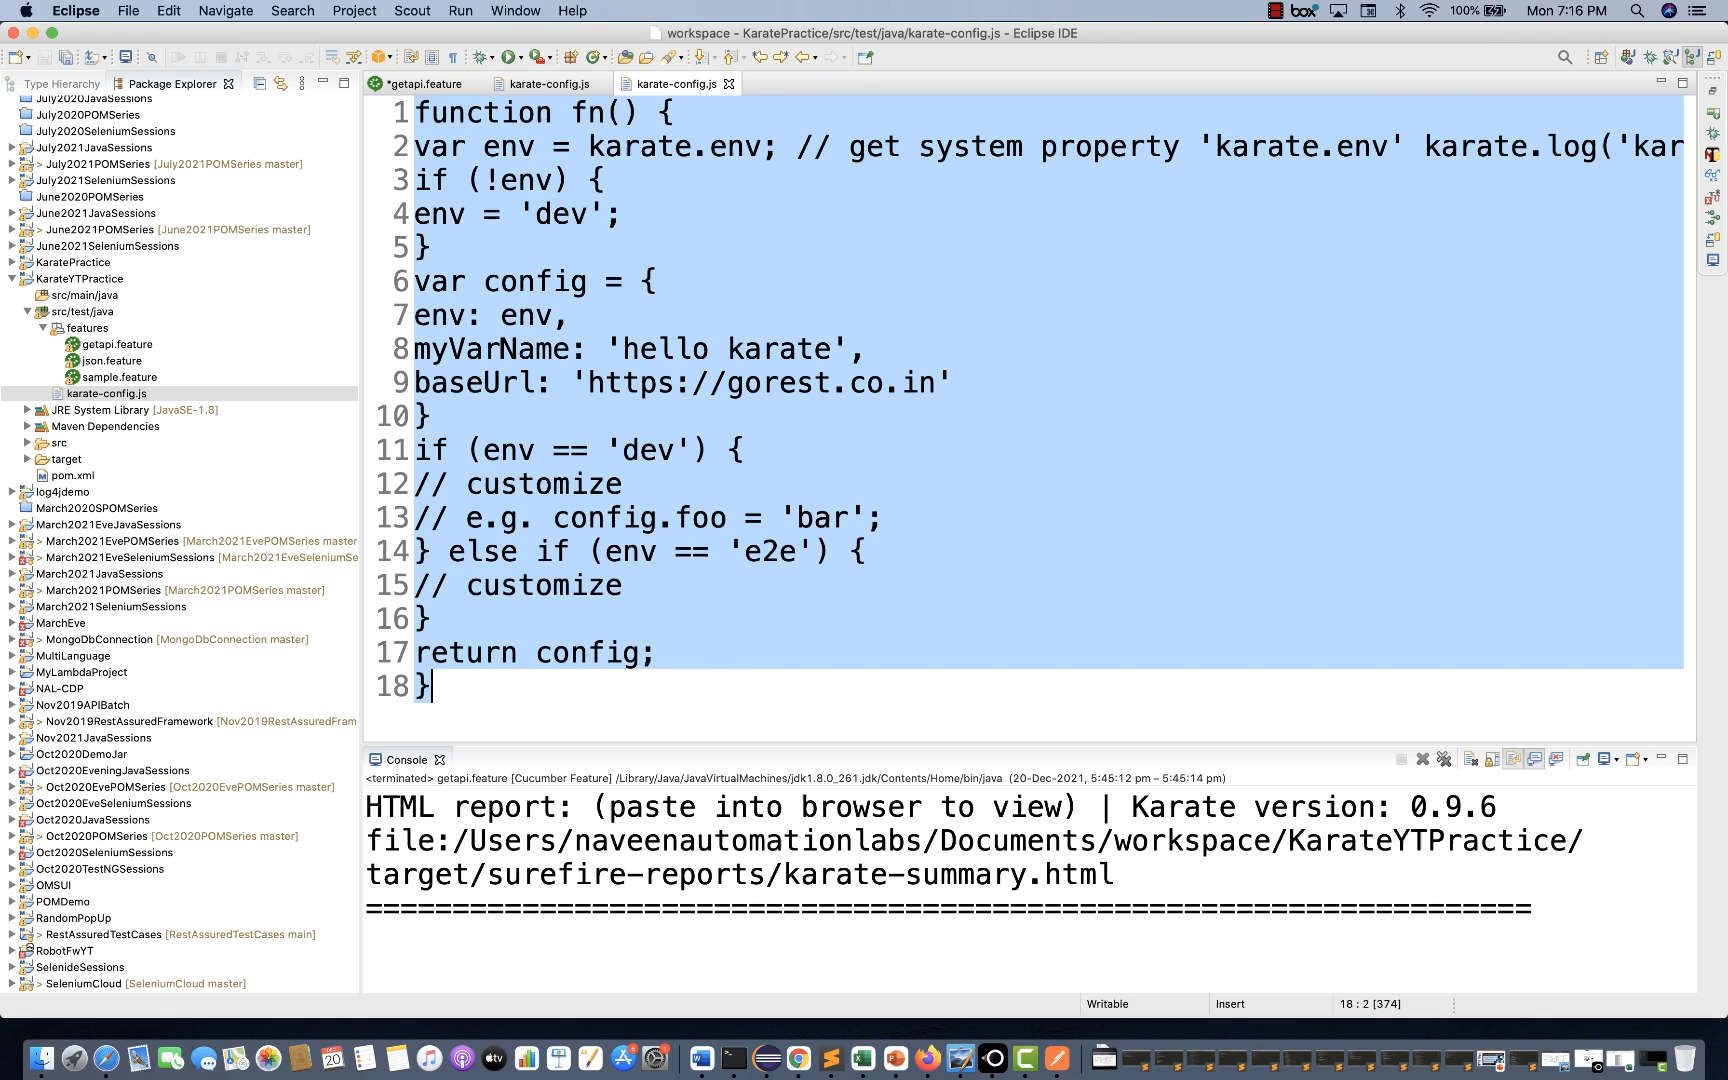 Eclipse File Edit Navigate Search Project Scout Run Window Help box 100% Mon 7:16 PM
workspace - KaratePractice/src/test/java/karate-config.js - Eclipse IDE
Type Hierarchy Package Explorer *getapi.feature karate-config.js karate-config.js
July2020JavaSessions
July2020POMSeries
July2020SeleniumSessions
July2021JavaSessions
> July2021POMSeries [July2021POMSeries master]
July2021SeleniumSessions
June2020POMSeries
June2021JavaSessions
> June2021POMSeries [June2021POMSeries master]
June2021SeleniumSessions
KaratePractice
KarateYTPractice
src/main/java
src/test/java
features
getapi.feature
json.feature
sample.feature
karate-config.js
JRE System Library [JavaSE-1.8]
Maven Dependencies
src
target
pom.xml
log4jdemo
March2020SPOMSeries
March2021EveJavaSessions
> March2021EvePOMSeries [March2021EvePOMSeries master
> March2021EveSeleniumSessions [March2021EveSeleniumSe
March2021JavaSessions
> March2021POMSeries [March2021POMSeries master]
March2021SeleniumSessions
MarchEve
> MongoDbConnection [MongoDbConnection master]
MultiLanguage
MyLambdaProject
NAL-CDP
Nov2019APIBatch
> Nov2019RestAssuredFramework [Nov2019RestAssuredFram
Nov2021JavaSessions
Oct2020DemoJar
Oct2020EveningJavaSessions
> Oct2020EvePOMSeries [Oct2020EvePOMSeries master]
Oct2020EveSeleniumSessions
Oct2020JavaSessions
> Oct2020POMSeries [Oct2020POMSeries master]
Oct2020SeleniumSessions
Oct2020TestNGSessions
OMSUI
POMDemo
RandomPopUp
> RestAssuredTestCases [RestAssuredTestCases main]
RobotFwYT
SelenideSessions
> SeleniumCloud [SeleniumCloud master]
1 function fn() {
2 var env = karate.env; // get system property 'karate.env' karate.log('kar
3 if (!env) {
4 env = 'dev';
5 }
6 var config = {
7 env: env,
8 myVarName: 'hello karate',
9 baseUrl: 'https://gorest.co.in'
10 }
11 if (env == 'dev') {
12 // customize
13 // e.g. config.foo = 'bar';
14 } else if (env == 'e2e') {
15 // customize
16 }
17 return config;
18 }
Console
<terminated> getapi.feature [Cucumber Feature] /Library/Java/JavaVirtualMachines/jdk1.8.0_261.jdk/Contents/Home/bin/java (20-Dec-2021, 5:45:12 pm – 5:45:14 pm)
HTML report: (paste into browser to view) | Karate version: 0.9.6
file:/Users/naveenautomationlabs/Documents/workspace/KarateYTPractice/
target/surefire-reports/karate-summary.html
===================================================================
Writable Insert 18 : 2 [374]